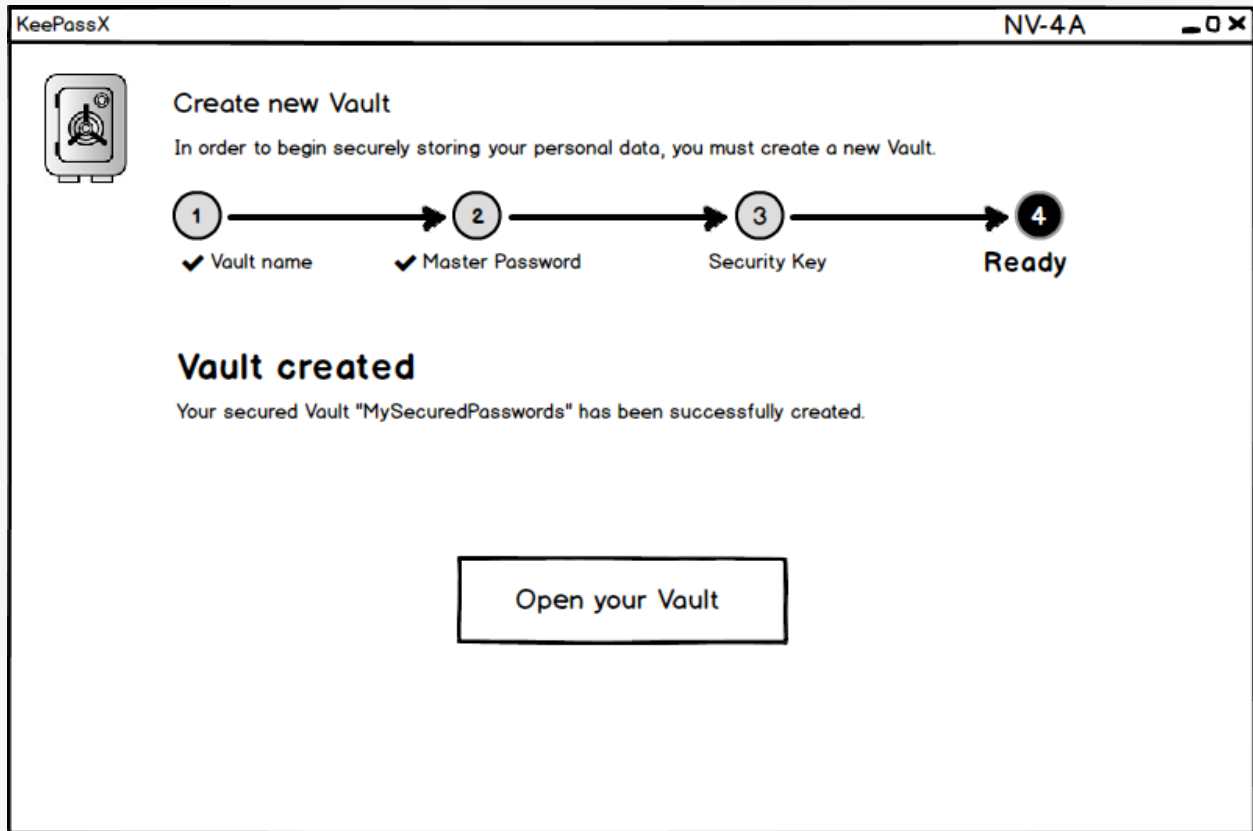 KeePassX NV-4A
Create new Vault
In order to begin securely storing your personal data, you must create a new Vault.
1 2 3 4
✔ Vault name ✔ Master Password Security Key Ready
Vault created
Your secured Vault "MySecuredPasswords" has been successfully created.
Open your Vault